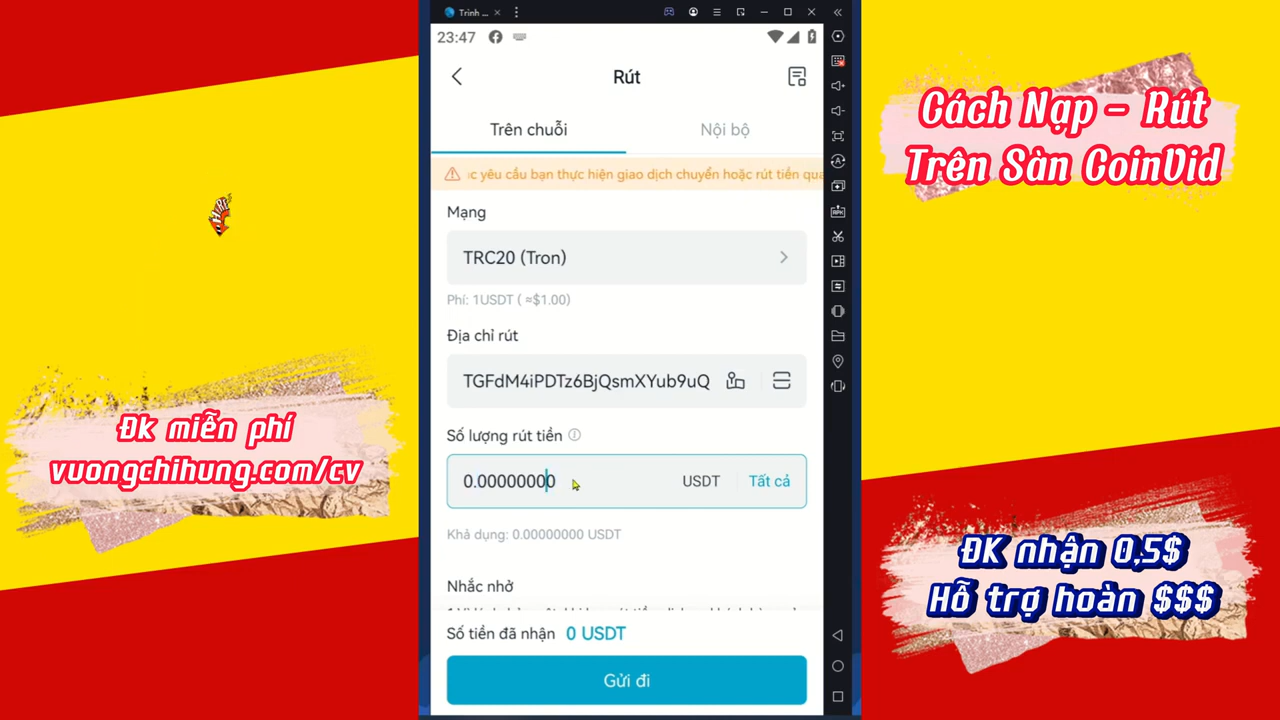 Trình ...
23:47
Rút
Trên chuỗi
Nội bộ
yêu cầu bạn thực hiện giao dịch chuyển hoặc rút tiền
Mạng
TRC20 (Tron)
Phí: 1USDT ( ≈$1.00)
Địa chỉ rút
TGFdM4iPDTz6BjQsmXYub9uQ
Số lượng rút tiền
0.00000000
USDT
Tất cả
Khả dụng: 0.00000000 USDT
Nhắc nhở
Số tiền đã nhận 0 USDT
Gửi đi
Đk miễn phí
vuongchihung.com/cv
Cách Nạp - Rút
Trên Sàn CoinVid
ĐK nhận 0,5$
Hỗ trợ hoàn $$$